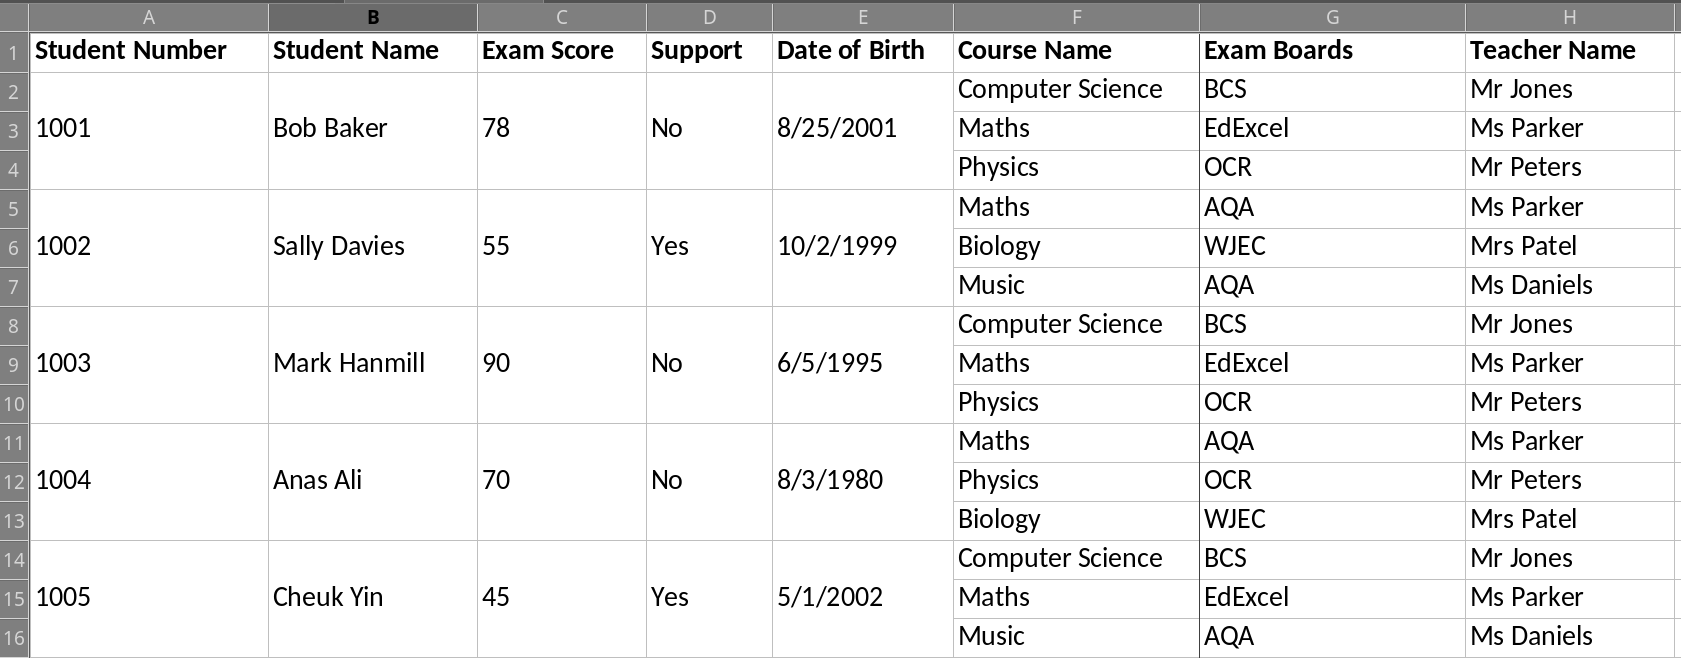 A B C D E F G H
1 Student Number Student Name Exam Score Support Date of Birth Course Name Exam Boards Teacher Name
2 Computer Science BCS Mr Jones
3 1001 Bob Baker 78 No 8/25/2001 Maths EdExcel Ms Parker
4 Physics OCR Mr Peters
5 Maths AQA Ms Parker
6 1002 Sally Davies 55 Yes 10/2/1999 Biology WJEC Mrs Patel
7 Music AQA Ms Daniels
8 Computer Science BCS Mr Jones
9 1003 Mark Hanmill 90 No 6/5/1995 Maths EdExcel Ms Parker
10 Physics OCR Mr Peters
11 Maths AQA Ms Parker
12 1004 Anas Ali 70 No 8/3/1980 Physics OCR Mr Peters
13 Biology WJEC Mrs Patel
14 Computer Science BCS Mr Jones
15 1005 Cheuk Yin 45 Yes 5/1/2002 Maths EdExcel Ms Parker
16 Music AQA Ms Daniels